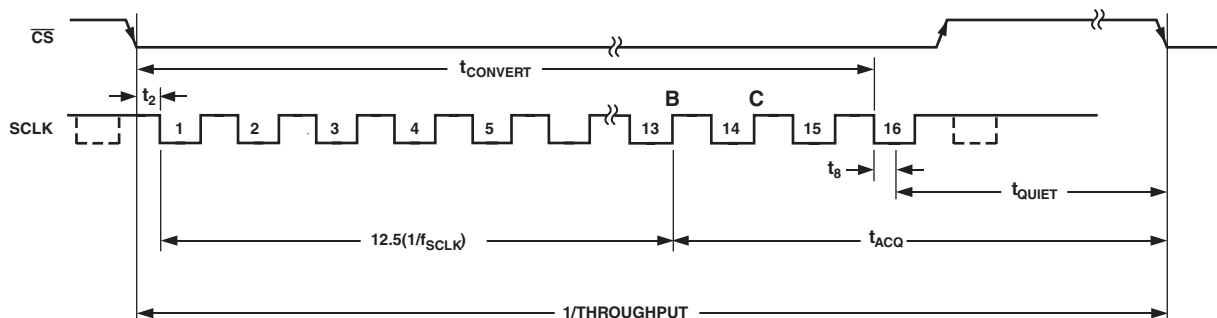 CS
tCONVERT
t2
B C
SCLK 1 2 3 4 5 13 14 15 16
t8
tQUIET
12.5(1/fSCLK) tACQ
1/THROUGHPUT